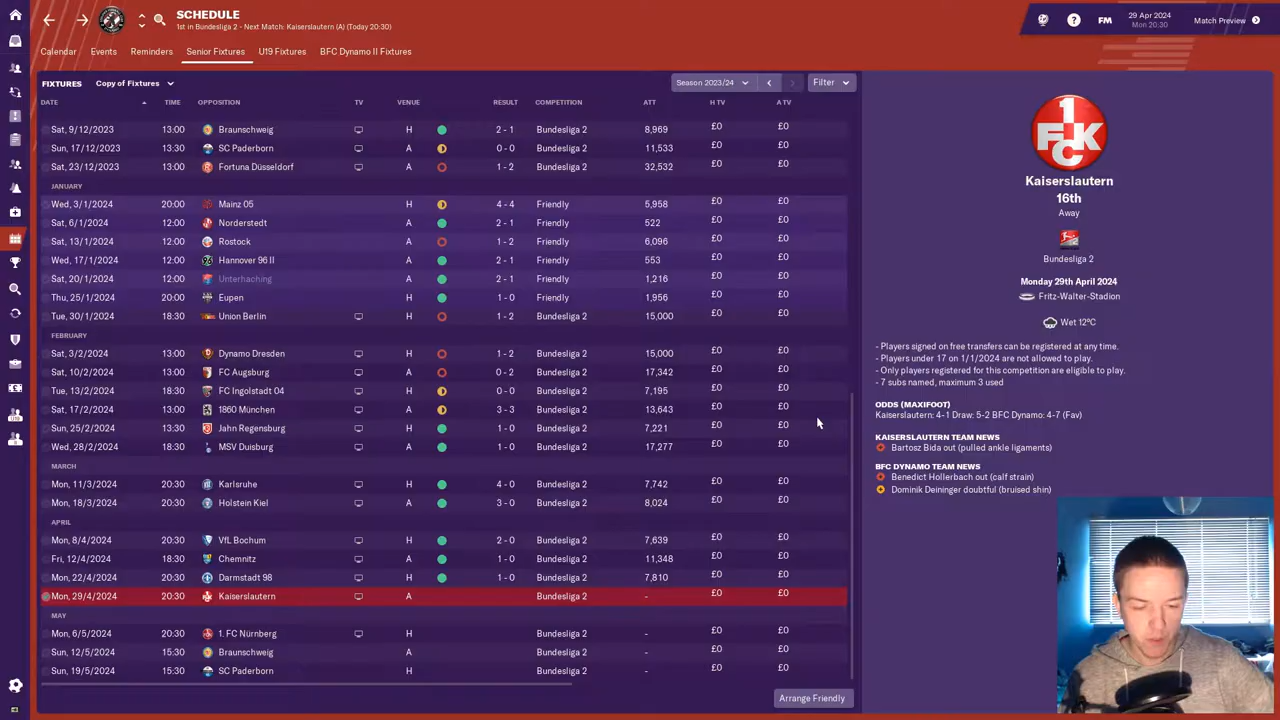 SCHEDULE
1st in Bundesliga 2 - Next Match: Kaiserslautern (A) (Today 20:30)
29 Apr 2024
Mon 20:30
FM
Match Preview
Calendar Events Reminders Senior Fixtures U19 Fixtures BFC Dynamo II Fixtures
FIXTURES Copy of Fixtures Season 2023/24 Filter
DATE TIME OPPOSITION TV VENUE RESULT COMPETITION ATT H TV A TV
Sat, 9/12/2023 13:00 Braunschweig H 2 - 1 Bundesliga 2 8,969 £0 £0
Sun, 17/12/2023 13:30 SC Paderborn A 0 - 0 Bundesliga 2 11,533 £0 £0
Sat, 23/12/2023 13:00 Fortuna Düsseldorf A 1 - 2 Bundesliga 2 32,532 £0 £0
JANUARY
Wed, 3/1/2024 20:00 Mainz 05 H 4 - 4 Friendly 5,958 £0 £0
Sat, 6/1/2024 12:00 Norderstedt A 2 - 1 Friendly 522 £0 £0
Sat, 13/1/2024 12:00 Rostock A 1 - 2 Friendly 6,096 £0 £0
Wed, 17/1/2024 12:00 Hannover 96 II A 2 - 1 Friendly 553 £0 £0
Sat, 20/1/2024 12:00 Unterhaching A 2 - 1 Friendly 1,216 £0 £0
Thu, 25/1/2024 20:00 Eupen H 1 - 0 Friendly 1,956 £0 £0
Tue, 30/1/2024 18:30 Union Berlin H 1 - 2 Bundesliga 2 15,000 £0 £0
FEBRUARY
Sat, 3/2/2024 13:00 Dynamo Dresden H 1 - 2 Bundesliga 2 15,000 £0 £0
Sat, 10/2/2024 13:00 FC Augsburg A 0 - 2 Bundesliga 2 17,342 £0 £0
Tue, 13/2/2024 18:30 FC Ingolstadt 04 H 0 - 0 Bundesliga 2 7,195 £0 £0
Sat, 17/2/2024 13:00 1860 München A 3 - 3 Bundesliga 2 13,643 £0 £0
Sun, 25/2/2024 13:30 Jahn Regensburg H 1 - 0 Bundesliga 2 7,221 £0 £0
Wed, 28/2/2024 18:30 MSV Duisburg A 1 - 0 Bundesliga 2 17,277 £0 £0
MARCH
Mon, 11/3/2024 20:30 Karlsruhe H 4 - 0 Bundesliga 2 7,742 £0 £0
Mon, 18/3/2024 20:30 Holstein Kiel A 3 - 0 Bundesliga 2 8,024 £0 £0
APRIL
Mon, 8/4/2024 20:30 VfL Bochum H 2 - 0 Bundesliga 2 7,639 £0 £0
Fri, 12/4/2024 18:30 Chemnitz A 1 - 0 Bundesliga 2 11,348 £0 £0
Mon, 22/4/2024 20:30 Darmstadt 98 H 1 - 0 Bundesliga 2 7,810 £0 £0
Mon, 29/4/2024 20:30 Kaiserslautern A Bundesliga 2 - £0 £0
MAY
Mon, 6/5/2024 20:30 1. FC Nürnberg H Bundesliga 2 - £0 £0
Sun, 12/5/2024 15:30 Braunschweig A Bundesliga 2 - £0 £0
Sun, 19/5/2024 15:30 SC Paderborn H Bundesliga 2 - £0 £0
Arrange Friendly
1
FK
C
Kaiserslautern
16th
Away
Bundesliga 2
Monday 29th April 2024
Fritz-Walter-Stadion
Wet 12°C
- Players signed on free transfers can be registered at any time.
- Players under 17 on 1/1/2024 are not allowed to play.
- Only players registered for this competition are eligible to play.
- 7 subs named, maximum 3 used
ODDS (MAXIFOOT)
Kaiserslautern: 4-1 Draw: 5-2 BFC Dynamo: 4-7 (Fav)
KAISERSLAUTERN TEAM NEWS
Bartosz Bida out (pulled ankle ligaments)
BFC DYNAMO TEAM NEWS
Benedict Hollerbach out (calf strain)
Dominik Deininger doubtful (bruised shin)